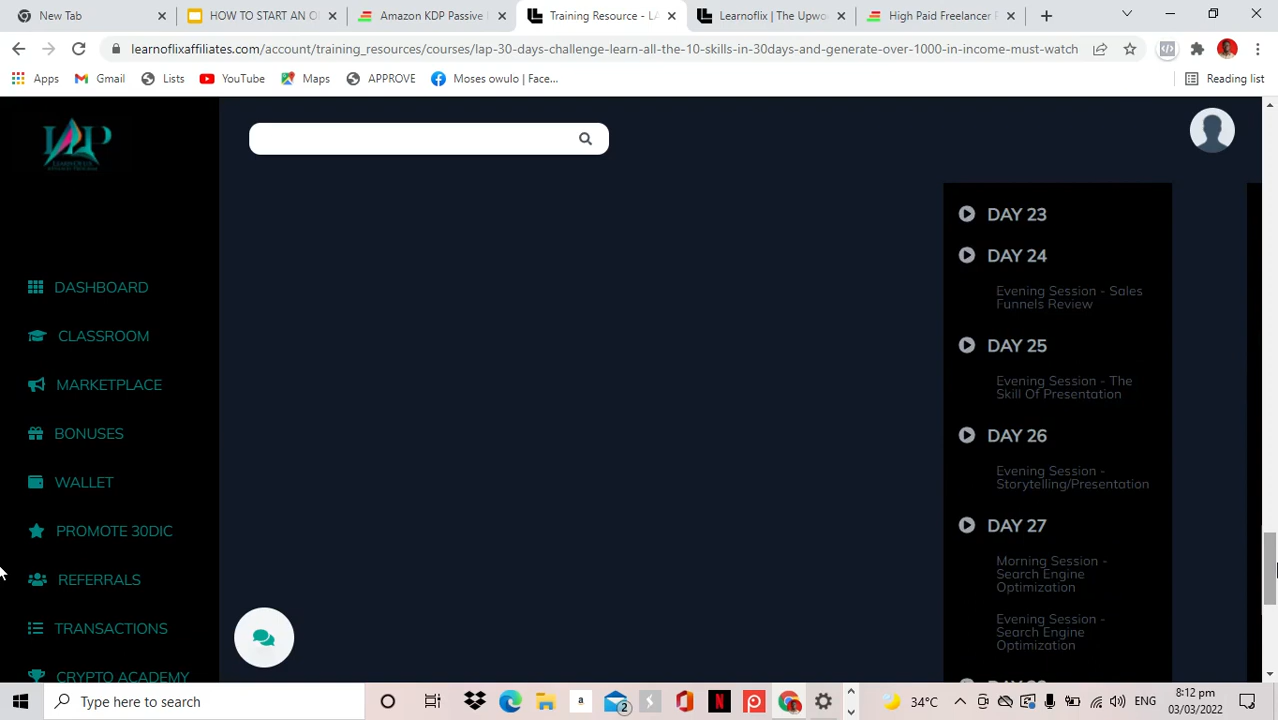 New Tab
HOW TO START AN O
Amazon KDP Passive I
Training Resource - LA
Learnoflix | The Upwo
High Paid Freelancer F
learnoflixaffiliates.com/account/training_resources/courses/lap-30-days-challenge-learn-all-the-10-skills-in-30days-and-generate-over-1000-in-income-must-watch
Apps
Gmail
Lists
YouTube
Maps
APPROVE
Moses owulo | Face...
Reading list
LAP
DASHBOARD
CLASSROOM
MARKETPLACE
BONUSES
WALLET
PROMOTE 30DIC
REFERRALS
TRANSACTIONS
CRYPTO ACADEMY
DAY 23
DAY 24
Evening Session - Sales
Funnels Review
DAY 25
Evening Session - The
Skill Of Presentation
DAY 26
Evening Session -
Storytelling/Presentation
DAY 27
Morning Session -
Search Engine
Optimization
Evening Session -
Search Engine
Optimization
Type here to search
a
2
N
34°C
ENG
8:12 pm
03/03/2022